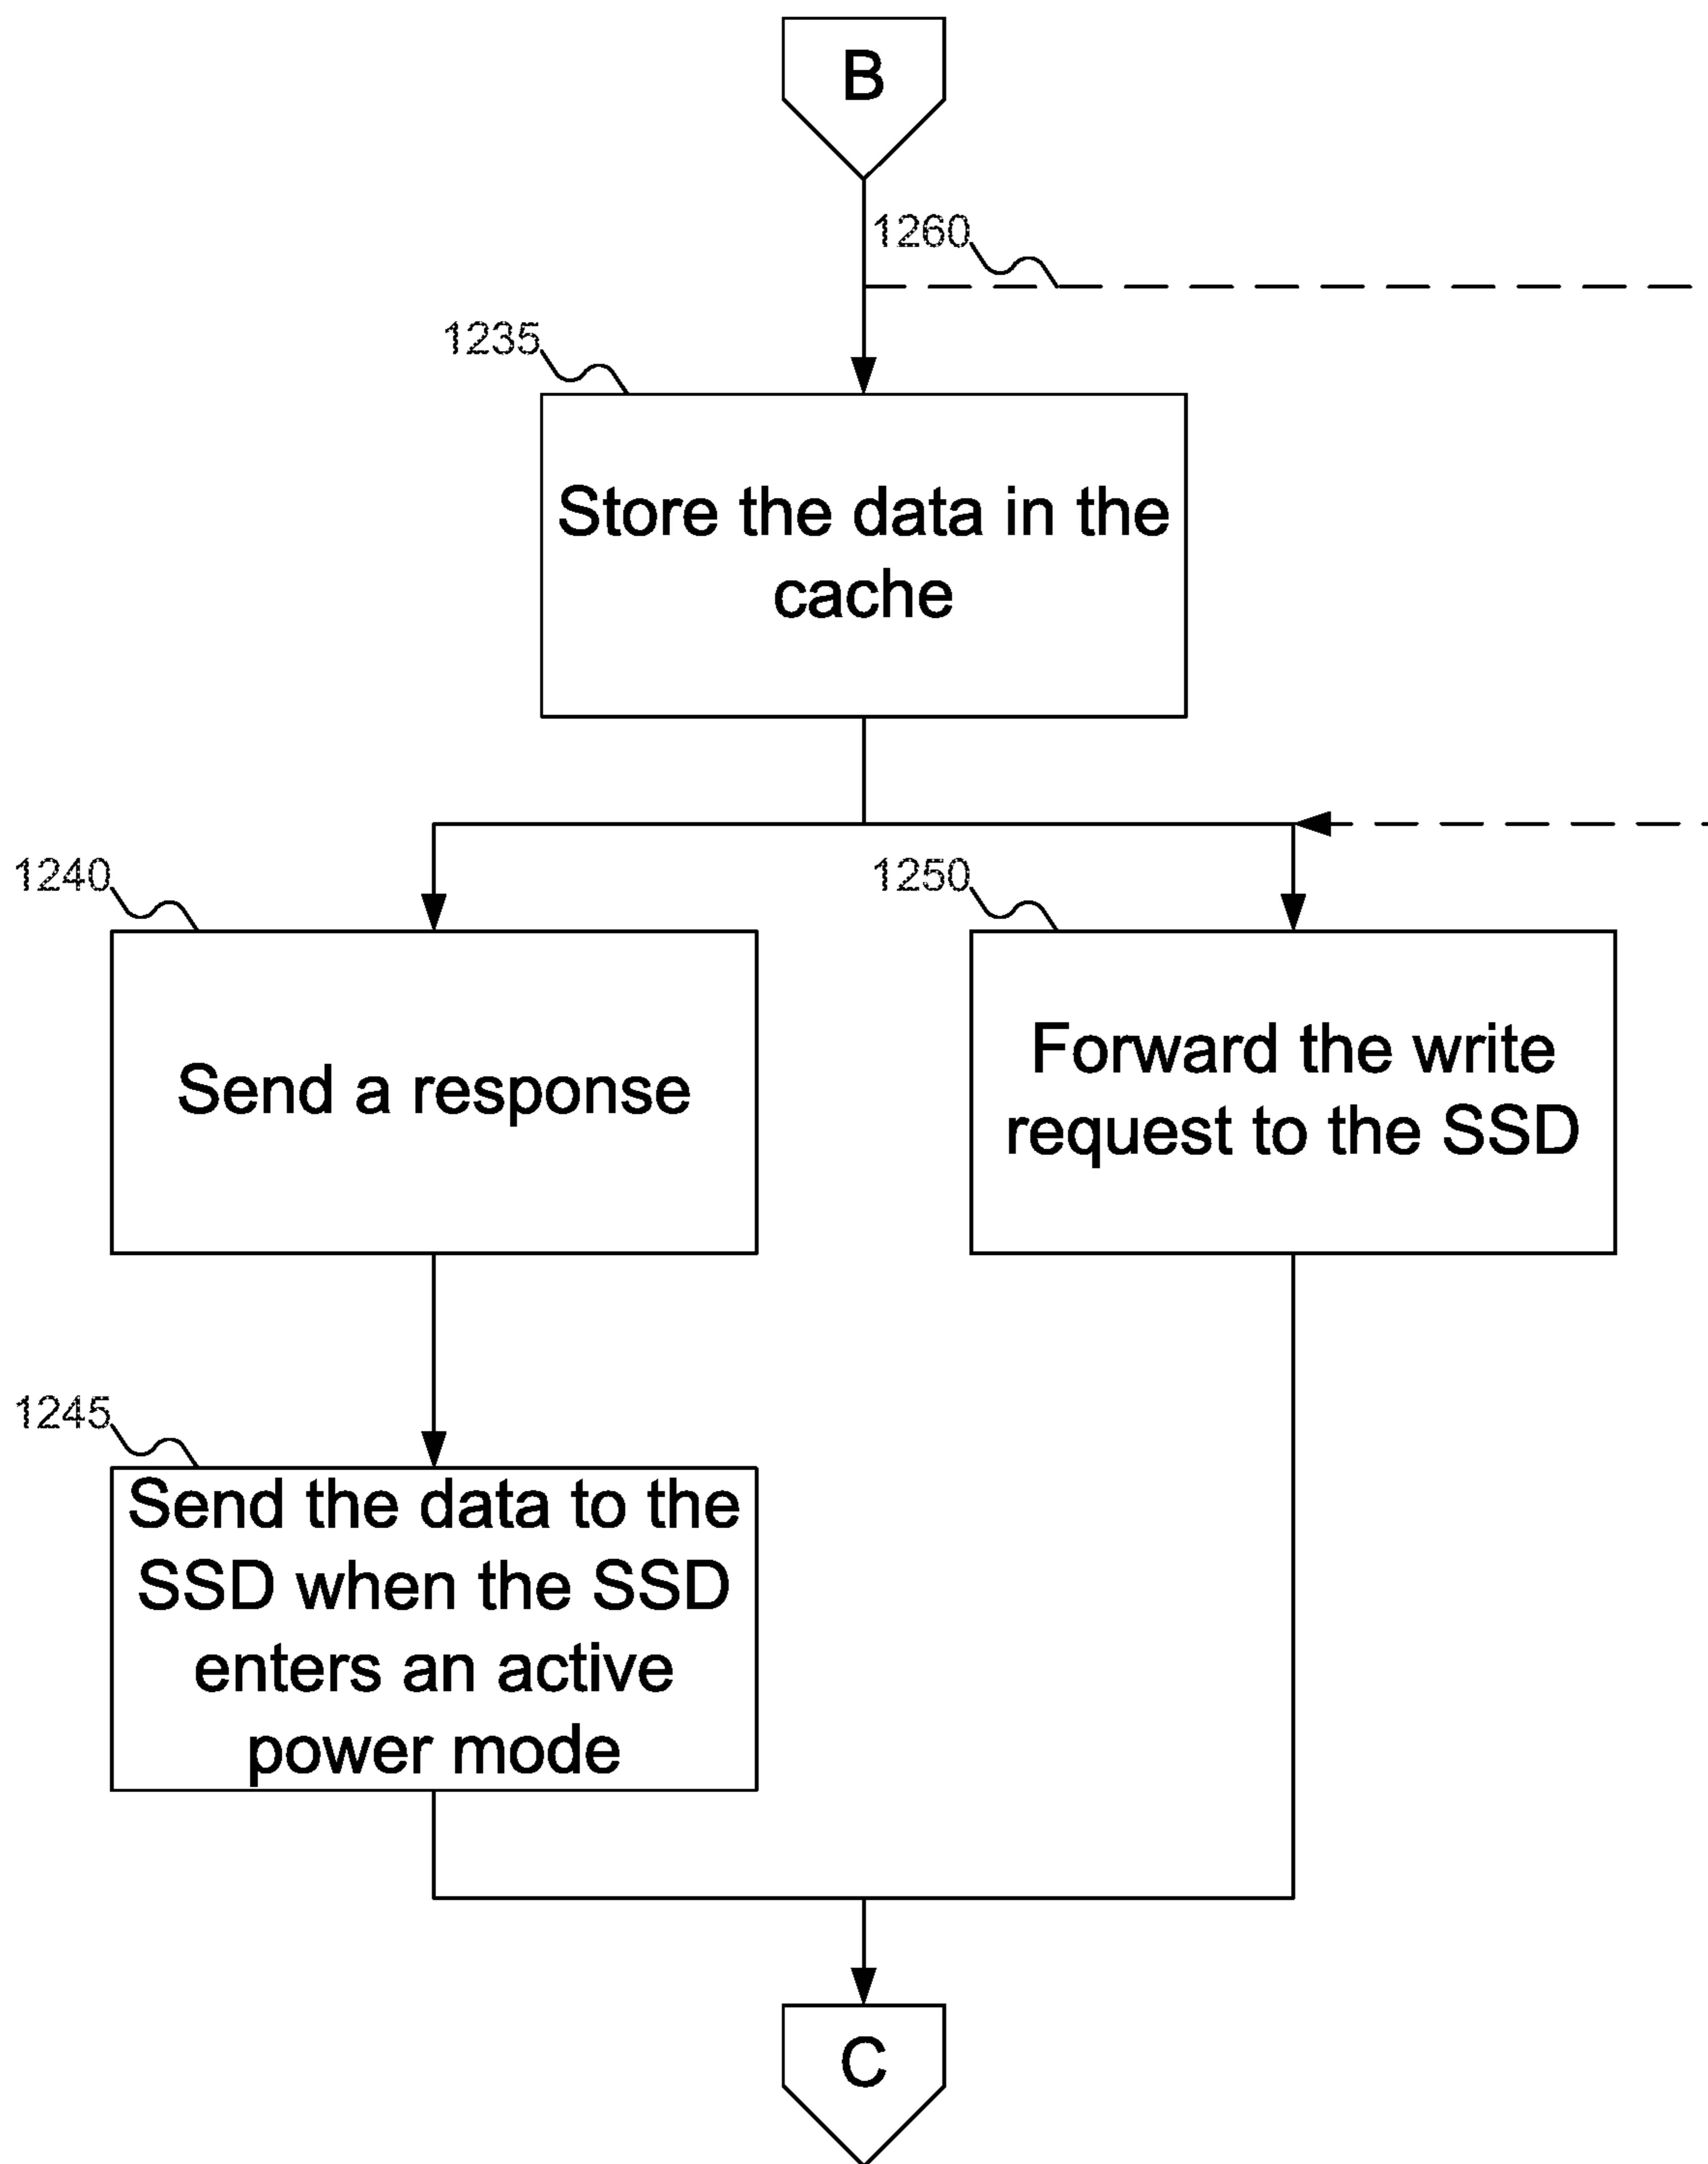 B
1260
1235
Store the data in the
cache
1240
1250
Send a response
Forward the write
request to the SSD
1245
Send the data to the
SSD when the SSD
enters an active
power mode
C